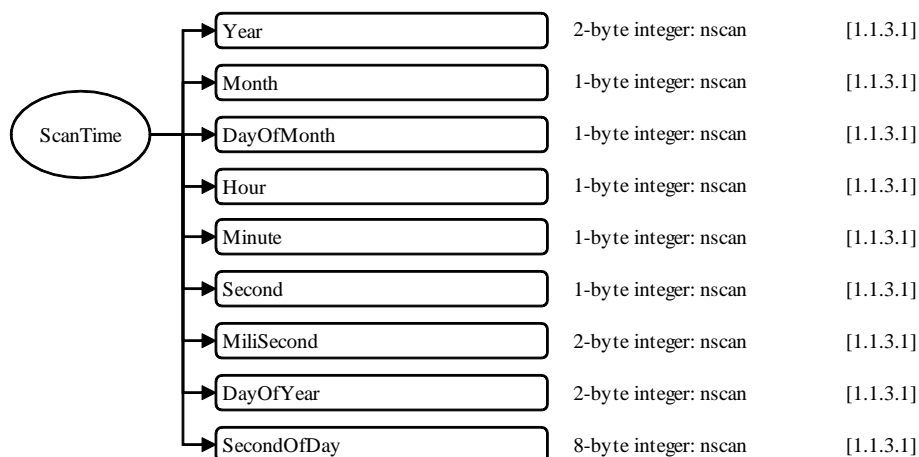 Year 2-byte integer: nscan [1.1.3.1]
Month 1-byte integer: nscan [1.1.3.1]
ScanTime DayOfMonth 1-byte integer: nscan [1.1.3.1]
Hour 1-byte integer: nscan [1.1.3.1]
Minute 1-byte integer: nscan [1.1.3.1]
Second 1-byte integer: nscan [1.1.3.1]
MiliSecond 2-byte integer: nscan [1.1.3.1]
DayOfYear 2-byte integer: nscan [1.1.3.1]
SecondOfDay 8-byte integer: nscan [1.1.3.1]